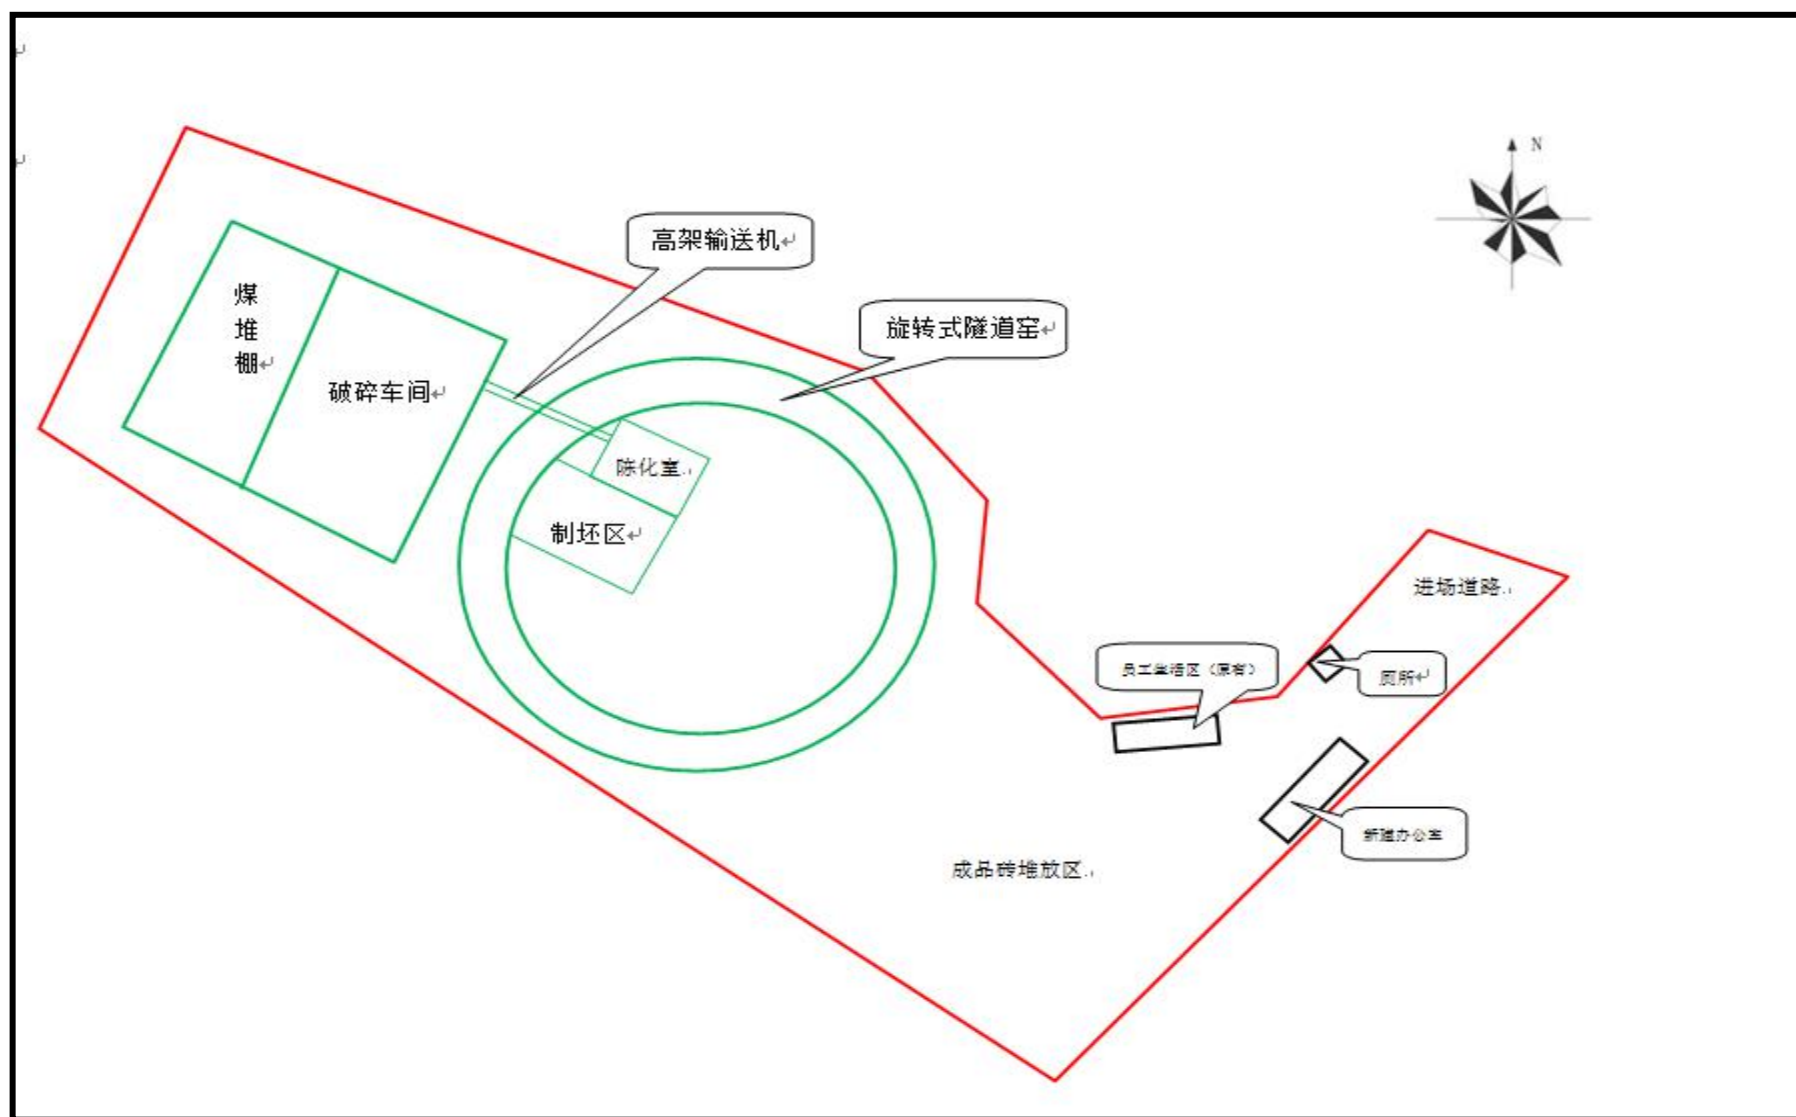 N
高架输送机
旋转式隧道窑
煤
堆
棚
破碎车间
陈化室
制坯区
进场道路
员工生活区（原有）
厕所
新建办公室
成品砖堆放区